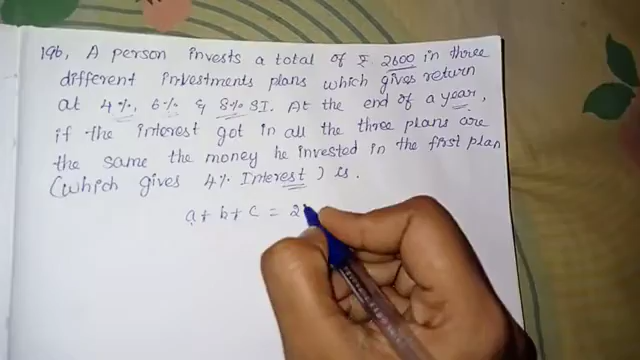 196, A person invests a total of ₹ 2600 in three
different investments plans which gives return
at 4%, 6% & 8% SI. At the end of a year,
if the interest got in all the three plans are
the same the money he invested in the first plan
(which gives 4% Interest) is.
a + b + c = 2